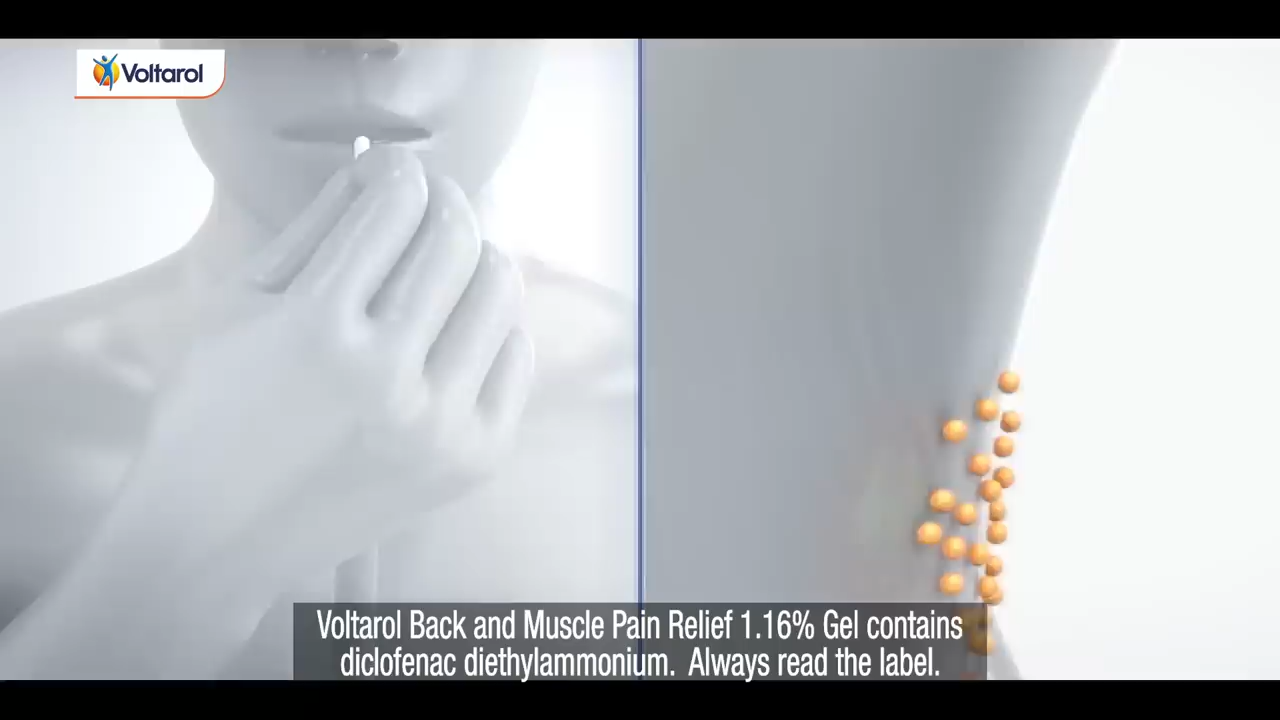 Voltarol
Voltarol Back and Muscle Pain Relief 1.16% Gel contains
diclofenac diethylammonium.  Always read the label.